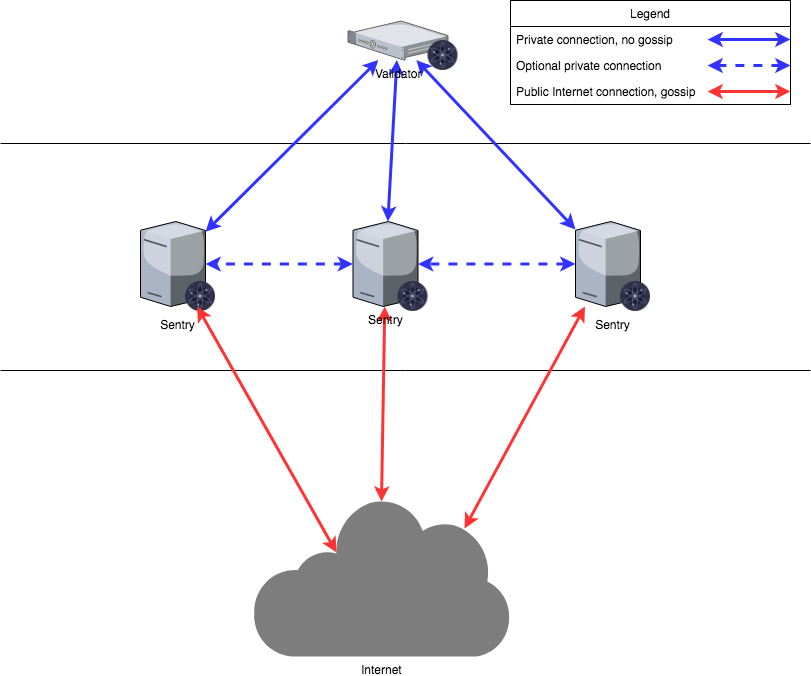 Legend
Private connection, no gossip
Optional private connection
Public Internet connection, gossip
Validator
Sentry
Sentry
Sentry
Internet